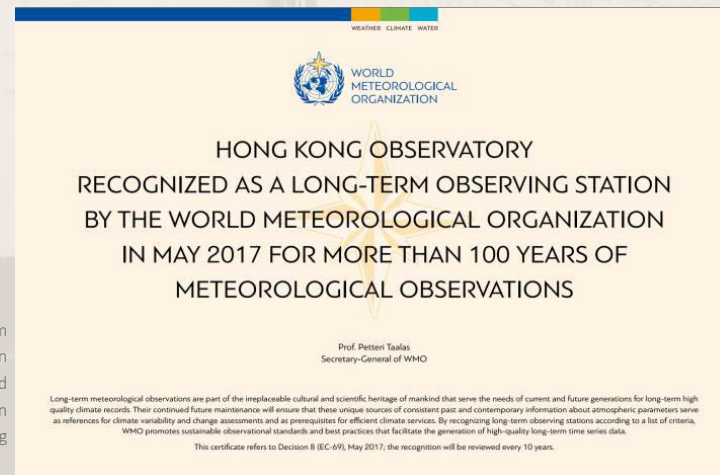 WEATHER CLIMATE WATER
WORLD
METEOROLOGICAL
ORGANIZATION
HONG KONG OBSERVATORY
RECOGNIZED AS A LONG-TERM OBSERVING STATION
BY THE WORLD METEOROLOGICAL ORGANIZATION
IN MAY 2017 FOR MORE THAN 100 YEARS OF
METEOROLOGICAL OBSERVATIONS
Prof. Petteri Taalas
Secretary-General of WMO
Long-term meteorological observations are part of the irreplaceable cultural and scientific heritage of mankind that serve the needs of current and future generations for long-term high
quality climate records. Their continued future maintenance will ensure that these unique sources of consistent past and contemporary information about atmospheric parameters serve
as references for climate variability and change assessments and as prerequisites for efficient climate services. By recognizing long-term observing stations according to a list of criteria,
WMO promotes sustainable observational standards and best practices that facilitate the generation of high-quality long-term time series data.
This certificate refers to Decision 8 (EC-69), May 2017; the recognition will be reviewed every 10 years.